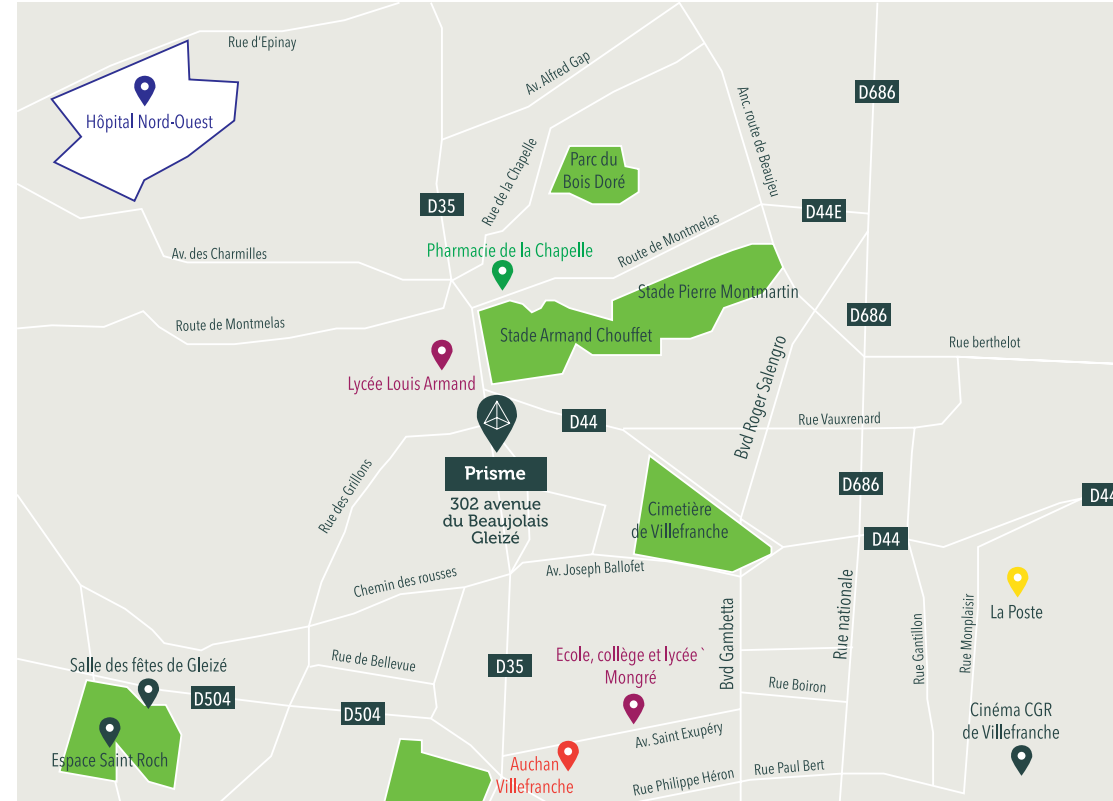 Rue d'Epinay
Av. Alfred Gap
D686
Anc. route de Beaujeu
Hôpital Nord-Ouest
Rue de la Chapelle
Parc du
Bois Doré
D35
D44E
Route de Montmelas
Pharmacie de la Chapelle
Av. des Charmilles
Stade Pierre Montmartin
D686
Route de Montmelas
Stade Armand Chouffet
Rue berthelot
Lycée Louis Armand
Bvd Roger Salengro
D44
Rue Vauxrenard
Prisme
302 avenue
du Beaujolais
Gleizé
Rue des Grillons
D686
D44
Cimetière
de Villefranche
D44
Av. Joseph Ballofet
Chemin des rousses
La Poste
Rue nationale
Rue Gantillon
Rue Monplaisir
Bvd Gambetta
Salle des fêtes de Gleizé
Rue de Bellevue
D35
Ecole, collège et lycée `
Mongré
Rue Boiron
D504
D504
Cinéma CGR
de Villefranche
Av. Saint Exupéry
Espace Saint Roch
Auchan
Villefranche
Rue Philippe Héron
Rue Paul Bert